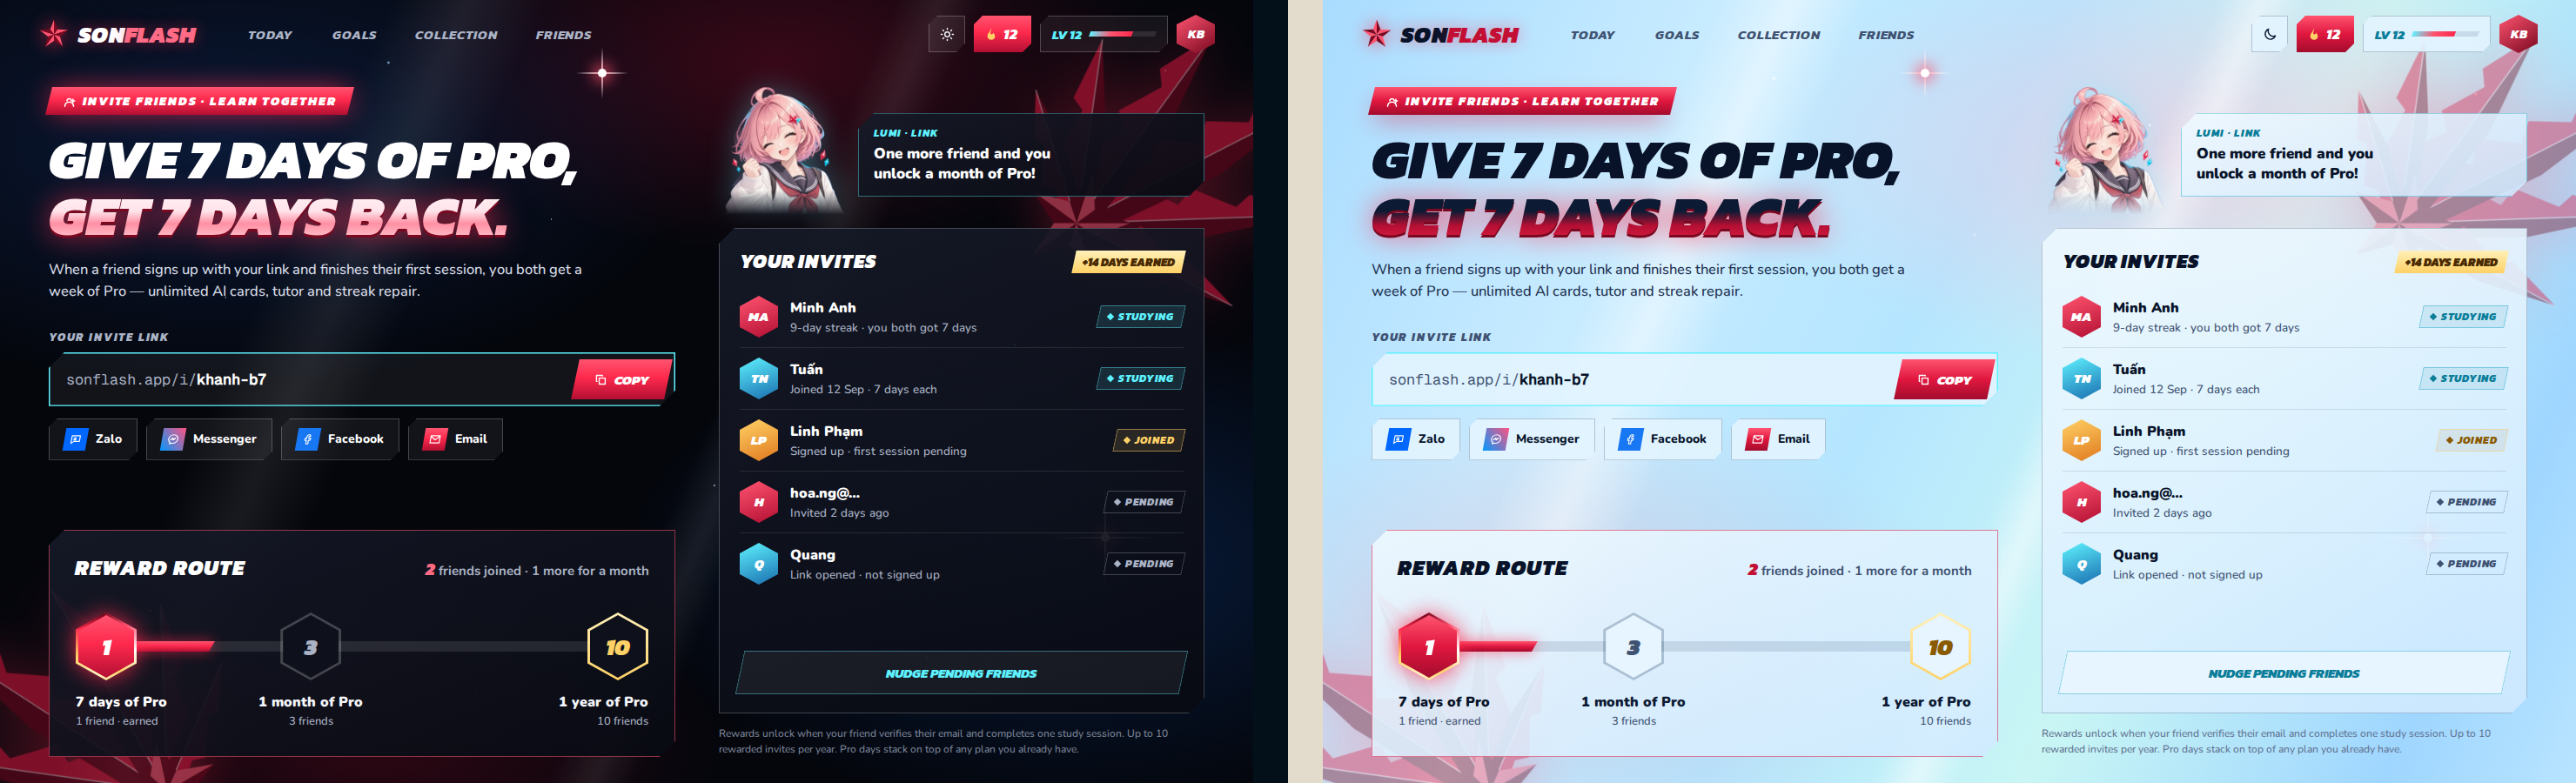 SONFLASH
TODAY
GOALS
COLLECTION
FRIENDS
12
LV 12
KB
INVITE FRIENDS · LEARN TOGETHER
GIVE 7 DAYS OF PRO,
GET 7 DAYS BACK.
When a friend signs up with your link and finishes their first session, you both get a
week of Pro — unlimited AI cards, tutor and streak repair.
YOUR INVITE LINK
sonflash.app/i/khanh-b7
COPY
Zalo
Messenger
Facebook
Email
REWARD ROUTE
2 friends joined · 1 more for a month
1
3
10
7 days of Pro
1 month of Pro
1 year of Pro
1 friend · earned
3 friends
10 friends
LUMI · LINK
One more friend and you
unlock a month of Pro!
YOUR INVITES
+14 DAYS EARNED
MA
Minh Anh
9-day streak · you both got 7 days
STUDYING
TN
Tuấn
Joined 12 Sep · 7 days each
STUDYING
LP
Linh Phạm
Signed up · first session pending
JOINED
H
hoa.ng@...
Invited 2 days ago
PENDING
Q
Quang
Link opened · not signed up
PENDING
NUDGE PENDING FRIENDS
Rewards unlock when your friend verifies their email and completes one study session. Up to 10
rewarded invites per year. Pro days stack on top of any plan you already have.
SONFLASH
TODAY
GOALS
COLLECTION
FRIENDS
12
LV 12
KB
INVITE FRIENDS · LEARN TOGETHER
GIVE 7 DAYS OF PRO,
GET 7 DAYS BACK.
When a friend signs up with your link and finishes their first session, you both get a
week of Pro — unlimited AI cards, tutor and streak repair.
YOUR INVITE LINK
sonflash.app/i/khanh-b7
COPY
Zalo
Messenger
Facebook
Email
REWARD ROUTE
2 friends joined · 1 more for a month
1
3
10
7 days of Pro
1 month of Pro
1 year of Pro
1 friend · earned
3 friends
10 friends
LUMI · LINK
One more friend and you
unlock a month of Pro!
YOUR INVITES
+14 DAYS EARNED
MA
Minh Anh
9-day streak · you both got 7 days
STUDYING
TN
Tuấn
Joined 12 Sep · 7 days each
STUDYING
LP
Linh Phạm
Signed up · first session pending
JOINED
H
hoa.ng@...
Invited 2 days ago
PENDING
Q
Quang
Link opened · not signed up
PENDING
NUDGE PENDING FRIENDS
Rewards unlock when your friend verifies their email and completes one study session. Up to 10
rewarded invites per year. Pro days stack on top of any plan you already have.